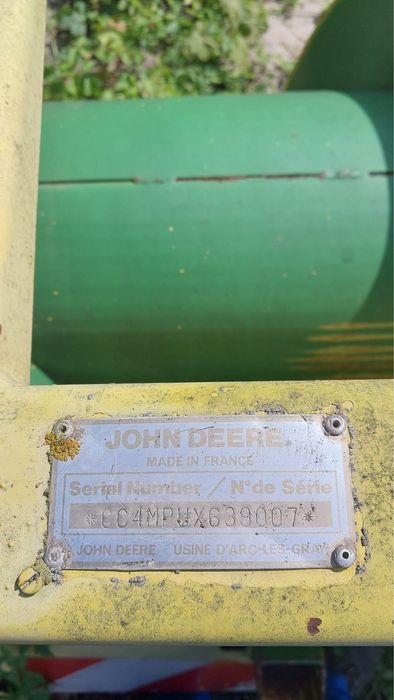 JOHN DEERE
MADE IN FRANCE
Serial Number / N°de Série
*CC4MPUX639007*
JOHN DEERE USINE D'ARC-LES-GRAY